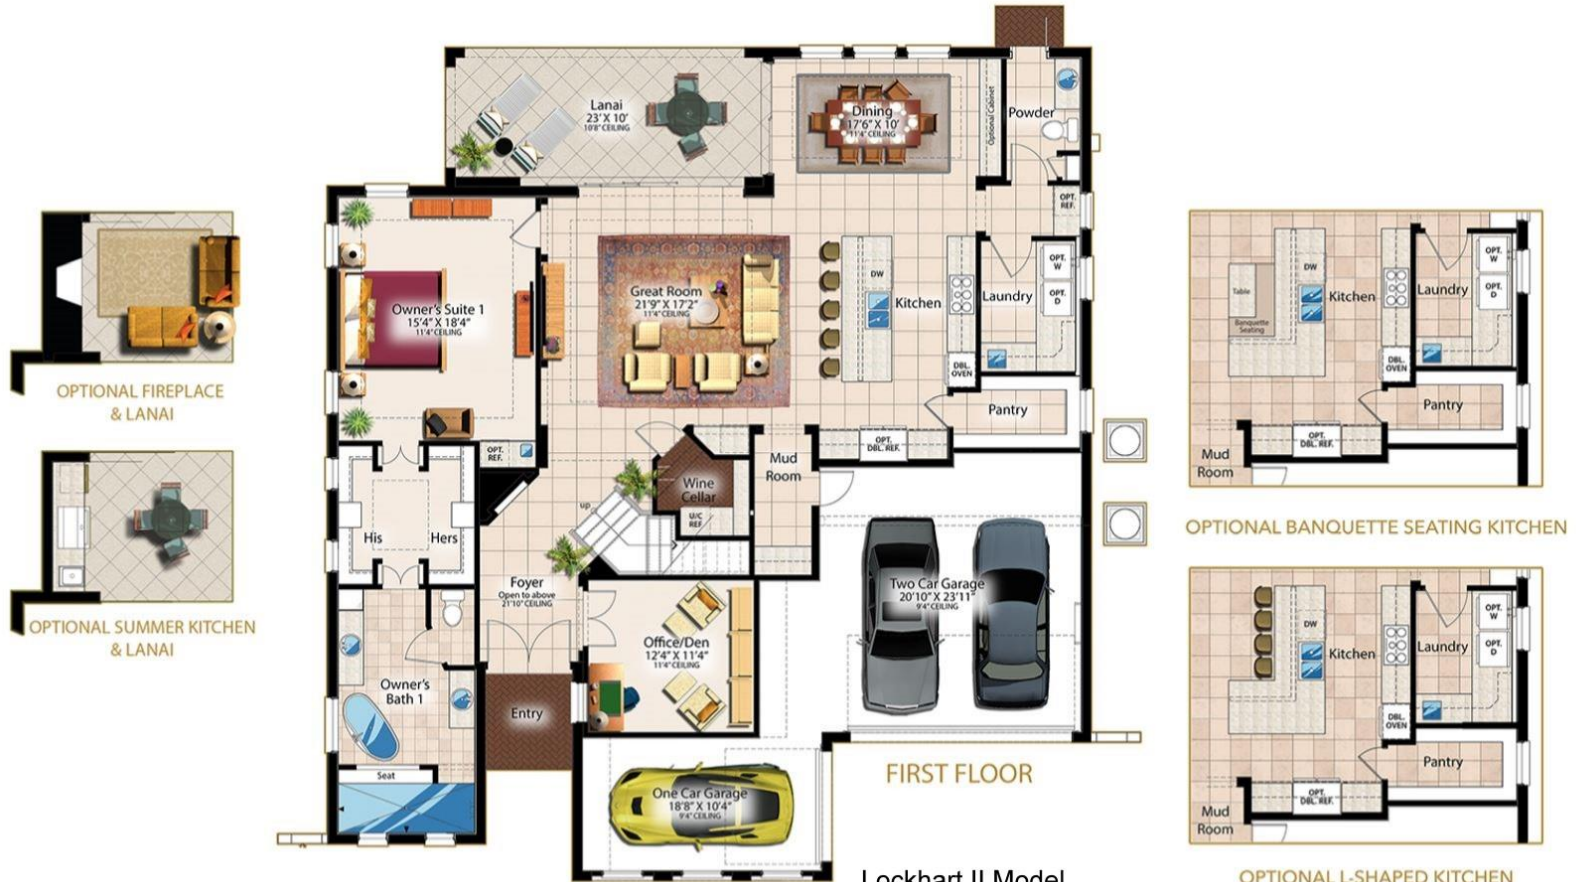 Lanai
23' X 10'
10'8" CEILING
Dining
17'6" X 10'
11'4" CEILING
Optional Cabinet
Powder
OPT.
REF.
Great Room
21'9" X 17'2"
11'4" CEILING
Owner's Suite 1
15'4" X 18'4"
11'4" CEILING
DW
Kitchen
Laundry
OPT.
W
OPT.
D
DBL.
OVEN
Pantry
OPT.
DBL. REF.
OPT.
REF.
Mud
Room
Wine
Cellar
U/C
REF.
up
His
Hers
Foyer
Open to above
21'10" CEILING
Two Car Garage
20'10" X 23'11"
9'4" CEILING
Office/Den
12'4" X 11'4"
11'4" CEILING
Owner's
Bath 1
Entry
Seat
One Car Garage
18'8" X 10'4"
9'4" CEILING
FIRST FLOOR
Lockhart II Model
OPTIONAL FIREPLACE
& LANAI
OPTIONAL SUMMER KITCHEN
& LANAI
Table
Banquette
Seating
DW
Kitchen
Laundry
OPT.
W
OPT.
D
DBL.
OVEN
Pantry
OPT.
DBL. REF.
Mud
Room
OPTIONAL BANQUETTE SEATING KITCHEN
DW
Kitchen
Laundry
OPT.
W
OPT.
D
DBL.
OVEN
Pantry
OPT.
DBL. REF.
Mud
Room
OPTIONAL L-SHAPED KITCHEN